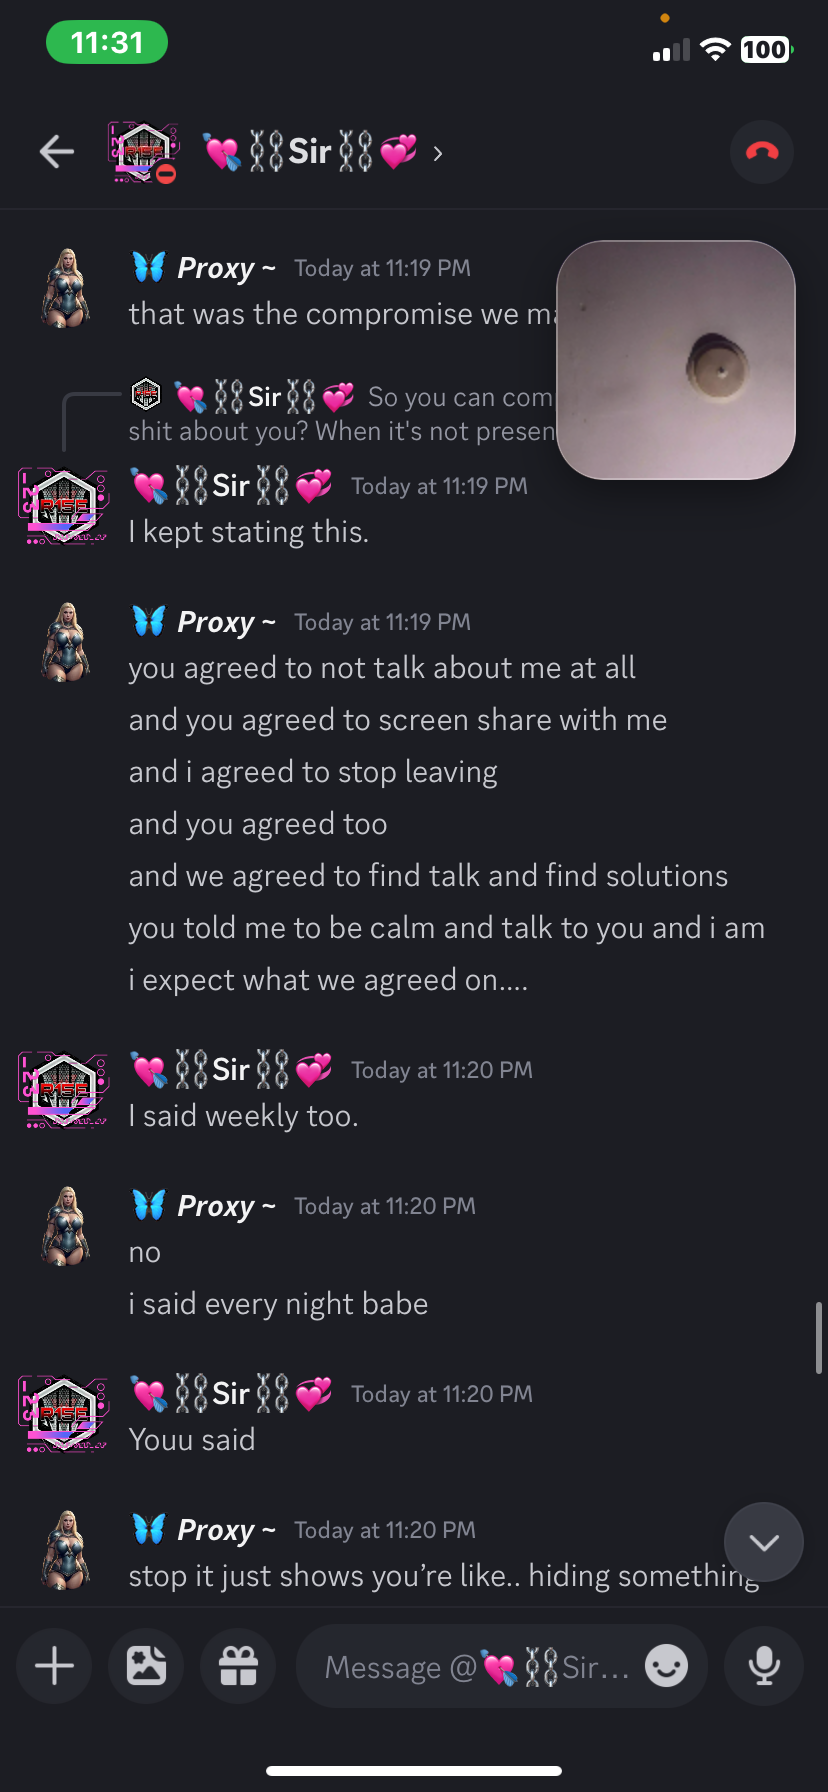 11:31
100
💘⛓️Sir⛓️💞 ›
🦋 Proxy ~ Today at 11:19 PM
that was the compromise we
💘⛓️Sir⛓️💞 So you can com
shit about you? When it's not presen
💘⛓️Sir⛓️💞 Today at 11:19 PM
I kept stating this.
🦋 Proxy ~ Today at 11:19 PM
you agreed to not talk about me at all
and you agreed to screen share with me
and i agreed to stop leaving
and you agreed too
and we agreed to find talk and find solutions
you told me to be calm and talk to you and i am
i expect what we agreed on....
💘⛓️Sir⛓️💞 Today at 11:20 PM
I said weekly too.
🦋 Proxy ~ Today at 11:20 PM
no
i said every night babe
💘⛓️Sir⛓️💞 Today at 11:20 PM
Youu said
🦋 Proxy ~ Today at 11:20 PM
stop it just shows you’re like.. hiding something
Message @💘⛓️Sir...